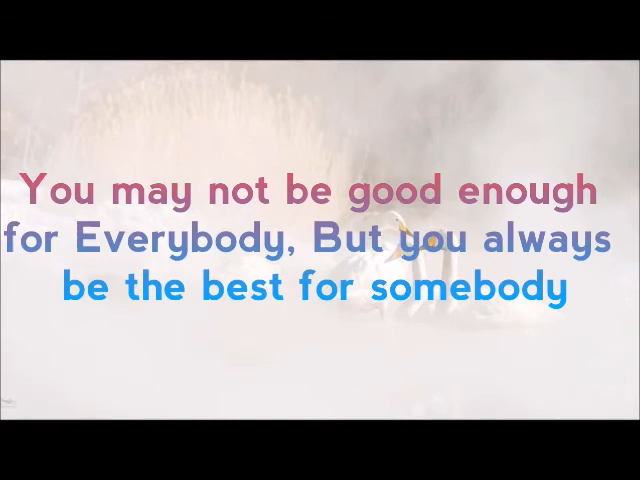 You may not be good enough
for Everybody, But you always
be the best for somebody